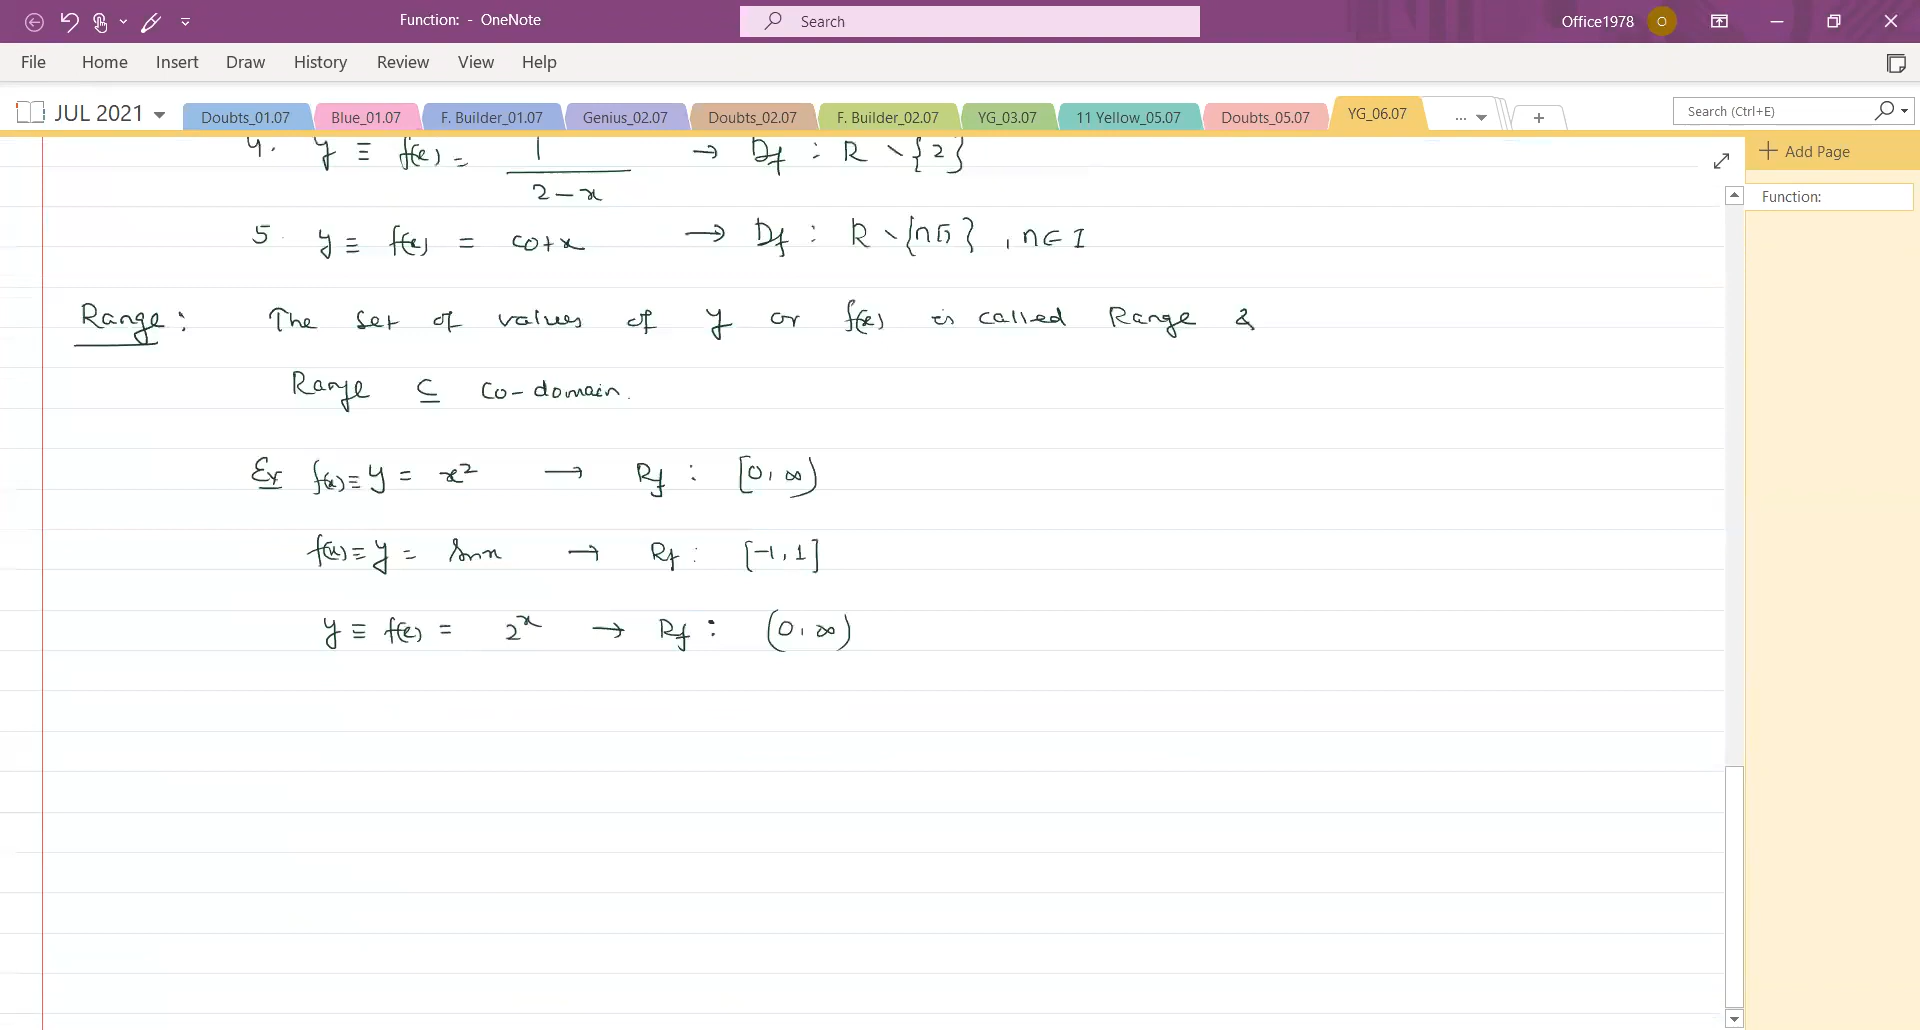 Function: - OneNote
Search
Office1978
File Home Insert Draw History Review View Help
JUL 2021
Doubts_01.07 Blue_01.07 F. Builder_01.07 Genius_02.07 Doubts_02.07 F. Builder_02.07 YG_03.07 11 Yellow_05.07 Doubts_05.07 YG_06.07 ... +
Search (Ctrl+E)
Add Page
Function:
4. y ≡ f(x) = 1/(2-x) → Df : R \ {2}
5. y ≡ f(x) = cotx → Df : R \ {nπ} , n ∈ I
Range : The set of values of y or f(x) is called Range &
Range ⊆ co-domain.
Ex f(x) ≡ y = x² → Rf : [0, ∞)
f(x) ≡ y = sinx → Rf : [-1, 1]
y ≡ f(x) = 2ˣ → Rf : (0, ∞)